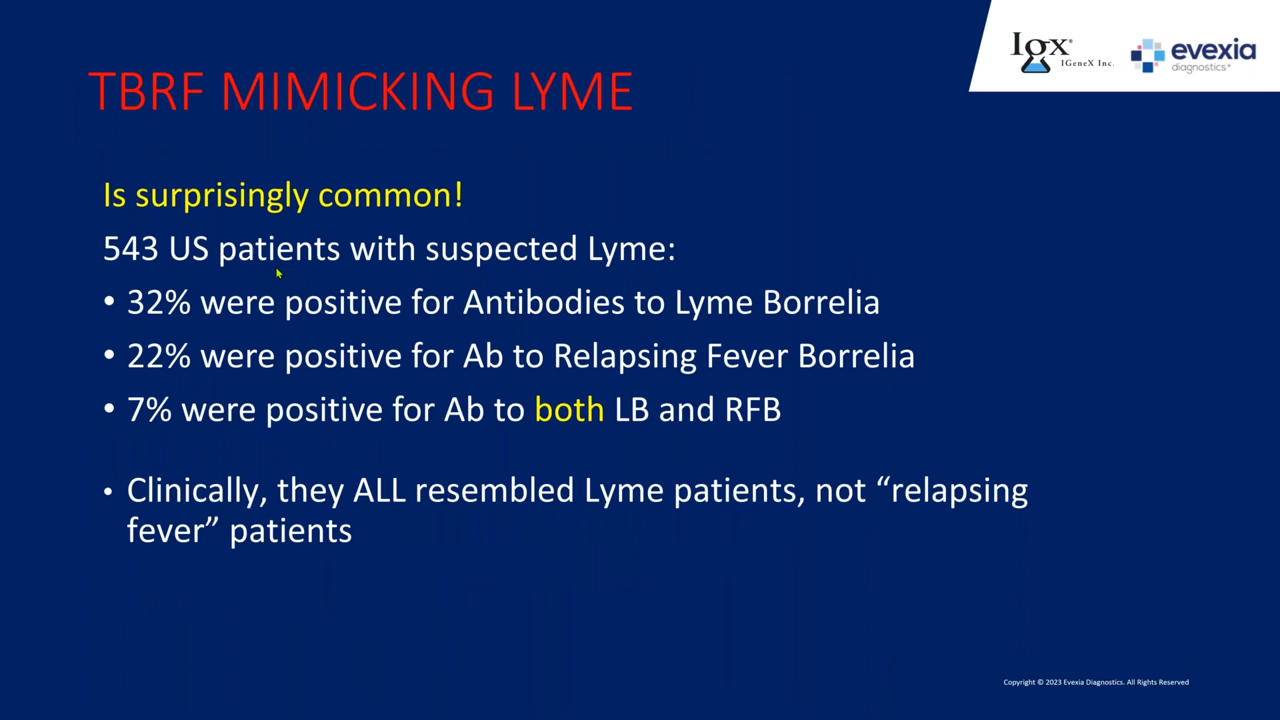 Igx®
IGeneX Inc.
evexia
diagnostics+
TBRF MIMICKING LYME
Is surprisingly common!
543 US patients with suspected Lyme:
• 32% were positive for Antibodies to Lyme Borrelia
• 22% were positive for Ab to Relapsing Fever Borrelia
• 7% were positive for Ab to both LB and RFB
• Clinically, they ALL resembled Lyme patients, not “relapsing
fever” patients
Copyright © 2023 Evexia Diagnostics. All Rights Reserved